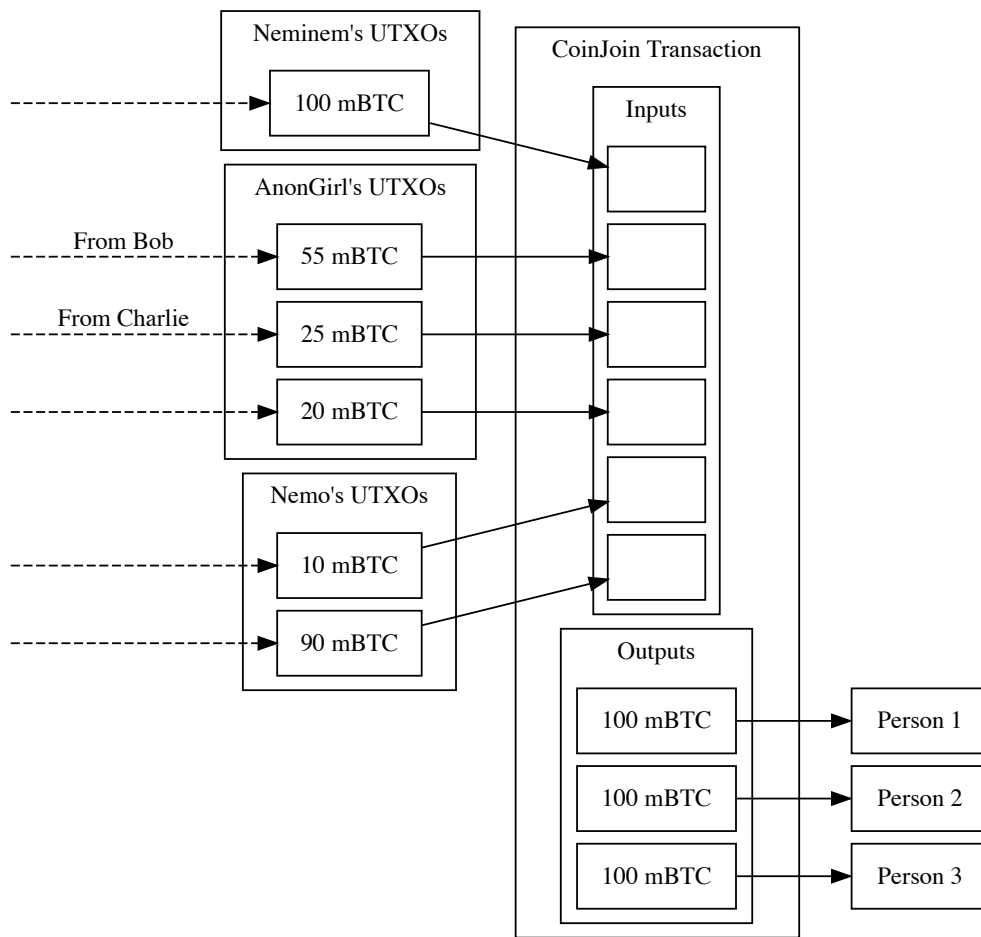 Neminem's UTXOs
100 mBTC
AnonGirl's UTXOs
From Bob
55 mBTC
From Charlie
25 mBTC
20 mBTC
Nemo's UTXOs
10 mBTC
90 mBTC
CoinJoin Transaction
Inputs
Outputs
100 mBTC
Person 1
100 mBTC
Person 2
100 mBTC
Person 3